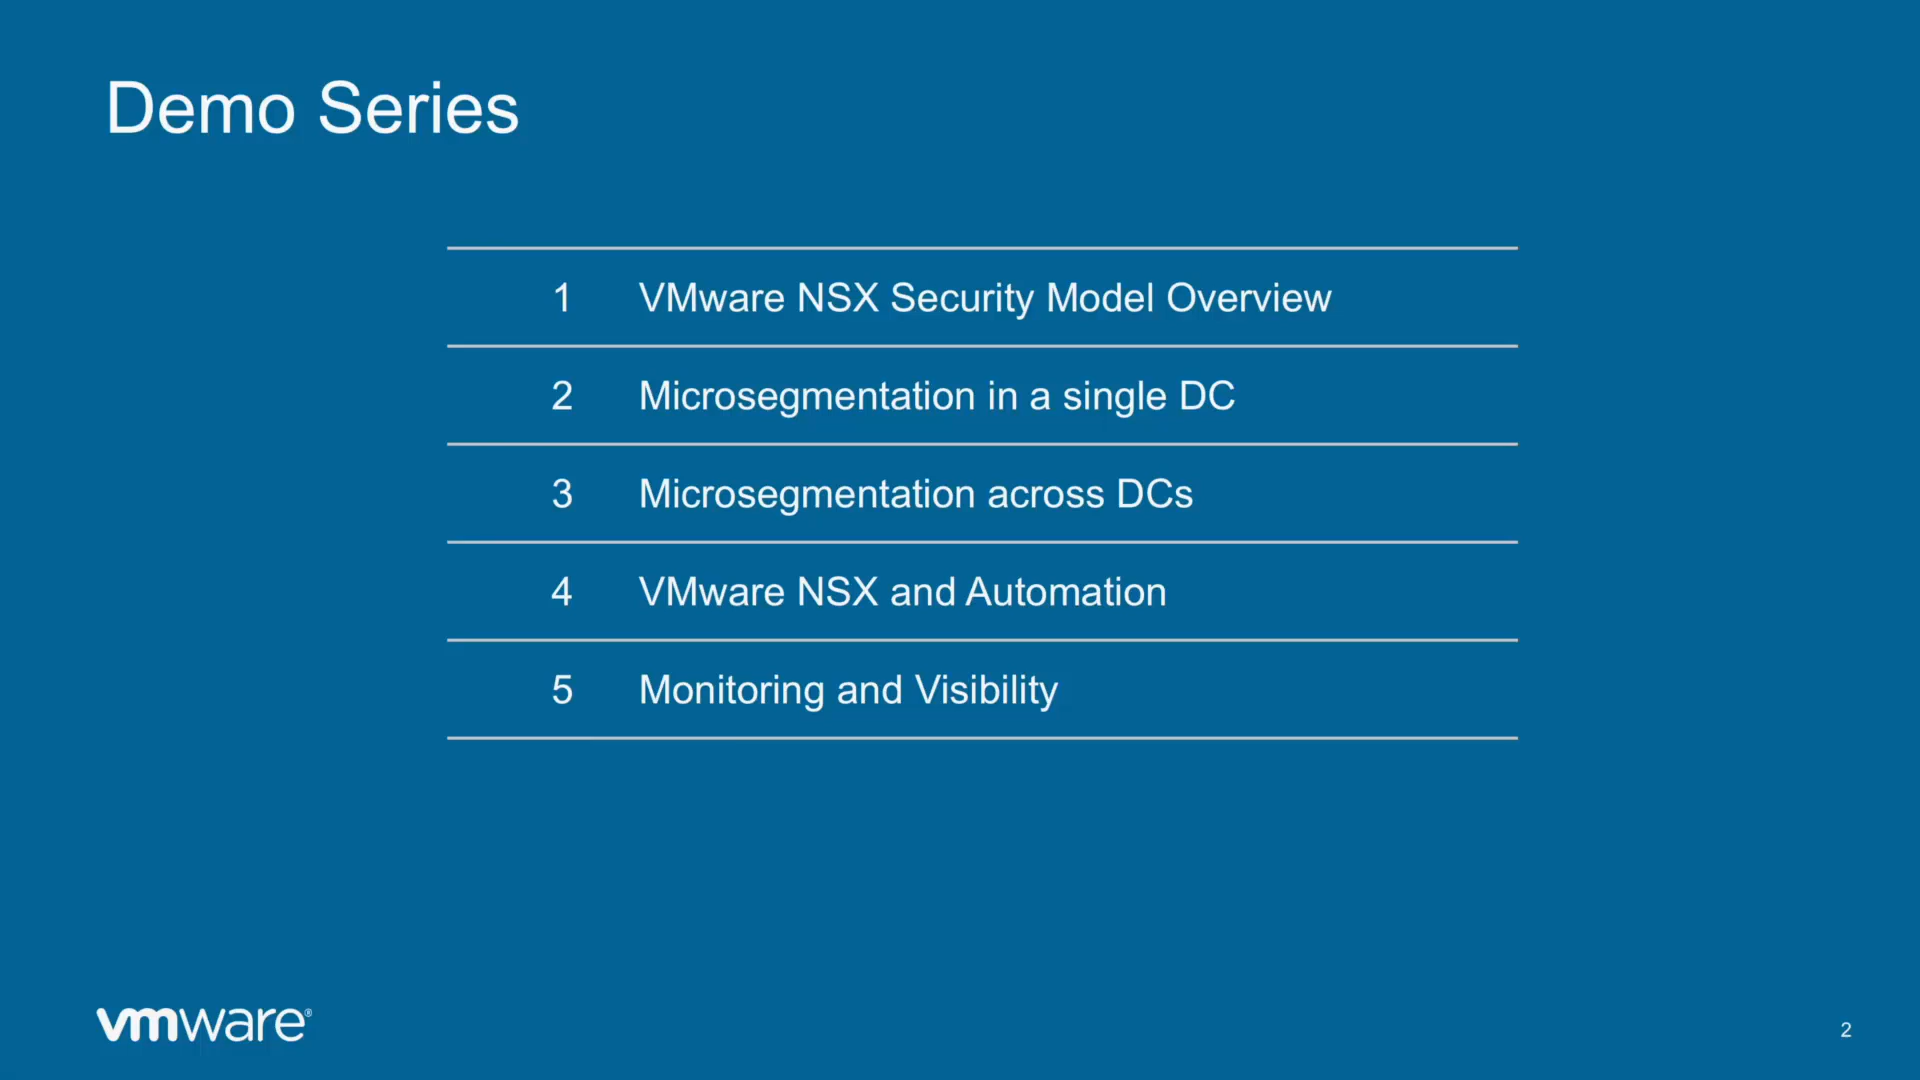 Demo Series
1 VMware NSX Security Model Overview
2 Microsegmentation in a single DC
3 Microsegmentation across DCs
4 VMware NSX and Automation
5 Monitoring and Visibility
vmware®
2